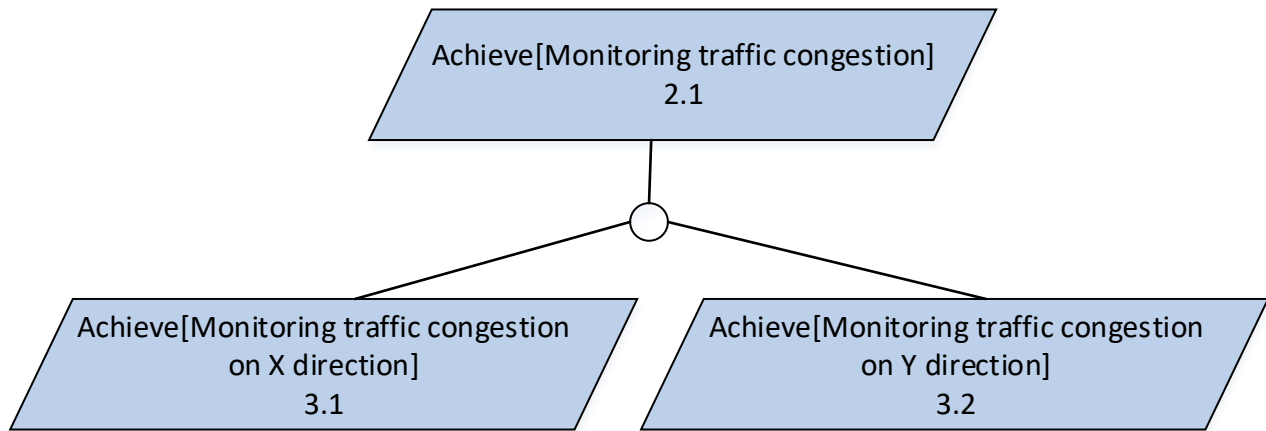 Achieve[Monitoring traffic congestion]
2.1
Achieve[Monitoring traffic congestion
on X direction]
3.1
Achieve[Monitoring traffic congestion
on Y direction]
3.2